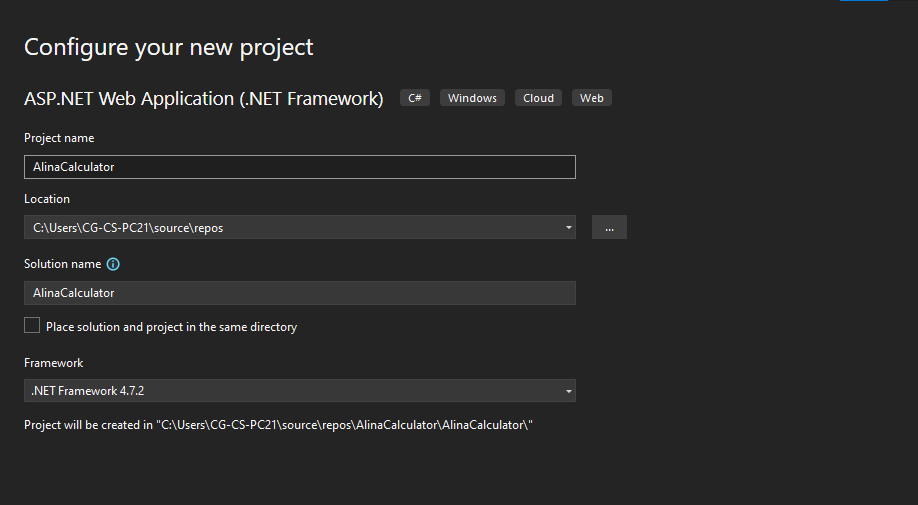 Configure your new project
ASP.NET Web Application (.NET Framework) C# Windows Cloud Web
Project name
AlinaCalculator
Location
C:\Users\CG-CS-PC21\source\repos ...
Solution name
AlinaCalculator
Place solution and project in the same directory
Framework
.NET Framework 4.7.2
Project will be created in "C:\Users\CG-CS-PC21\source\repos\AlinaCalculator\AlinaCalculator\"